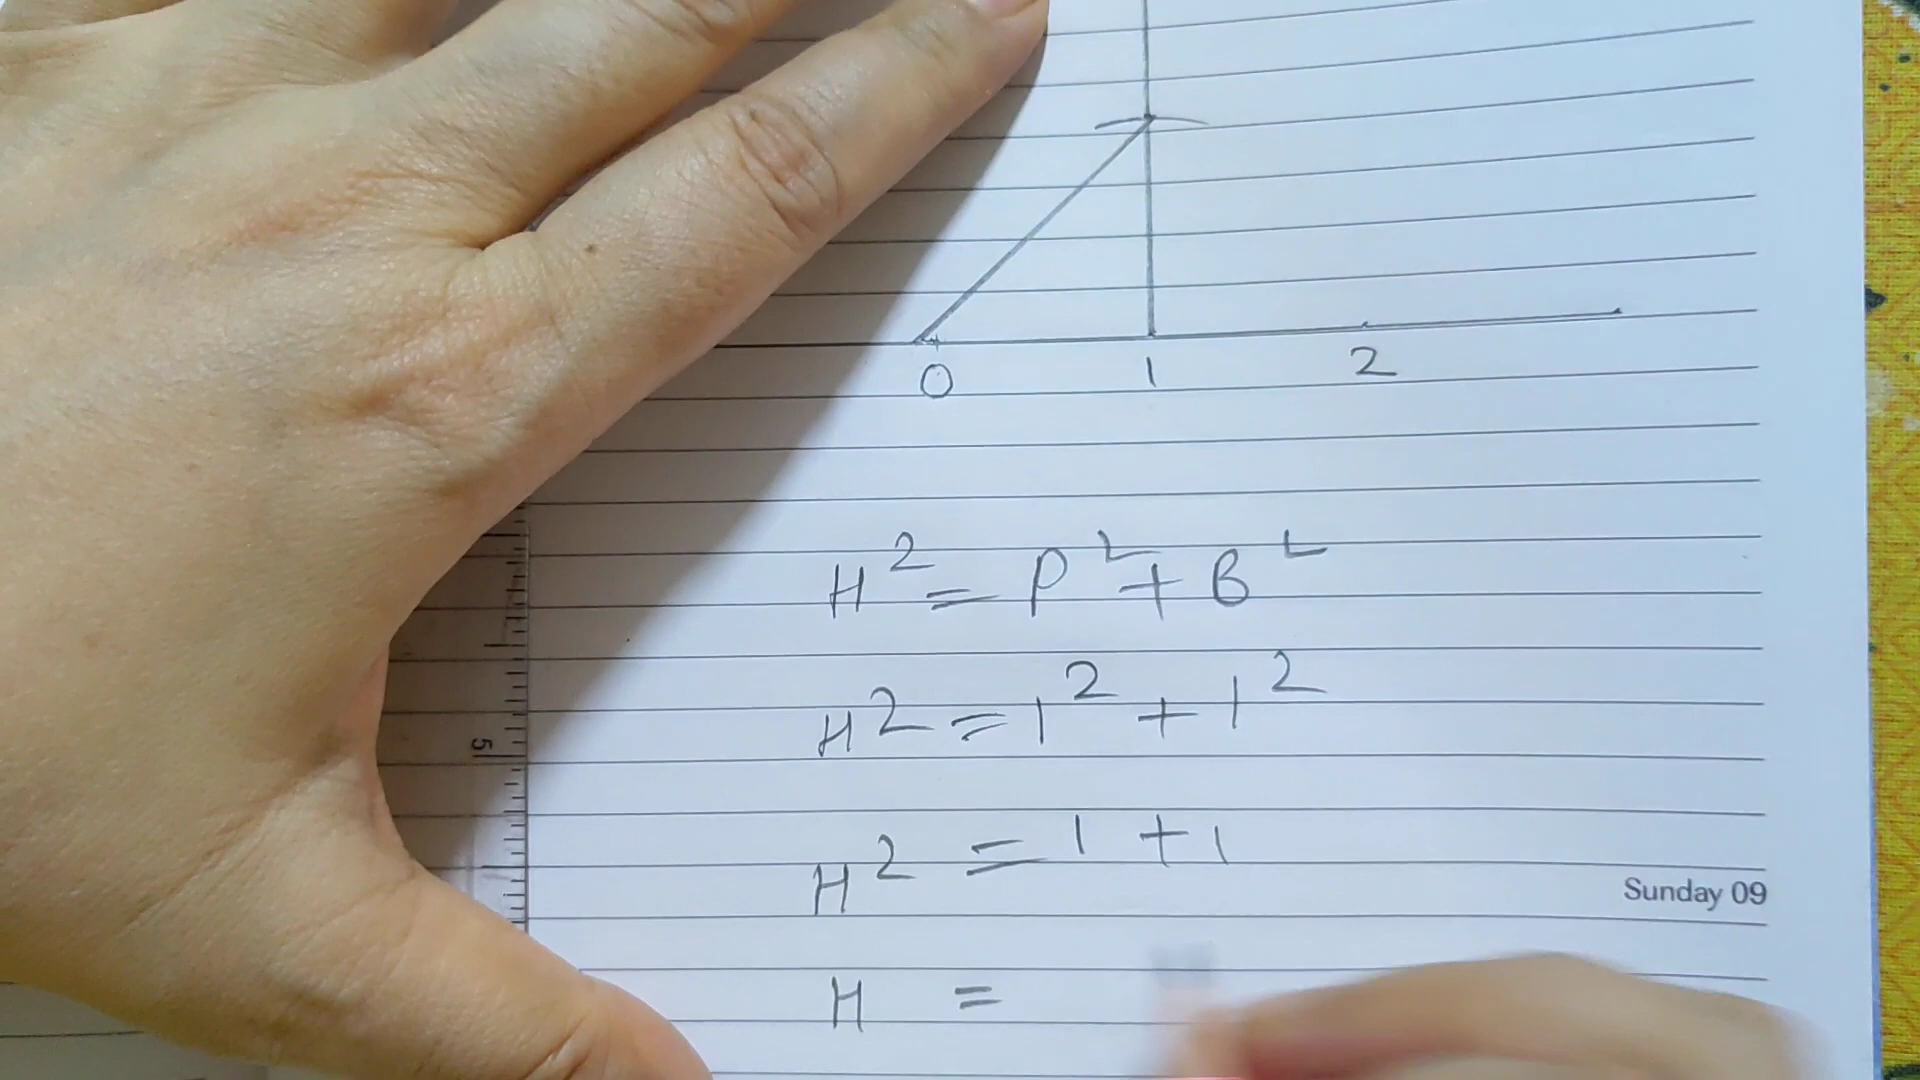 0 1 2
H² = P² + B²
H² = 1² + 1²
5
H² = 1 + 1
Sunday 09
H =